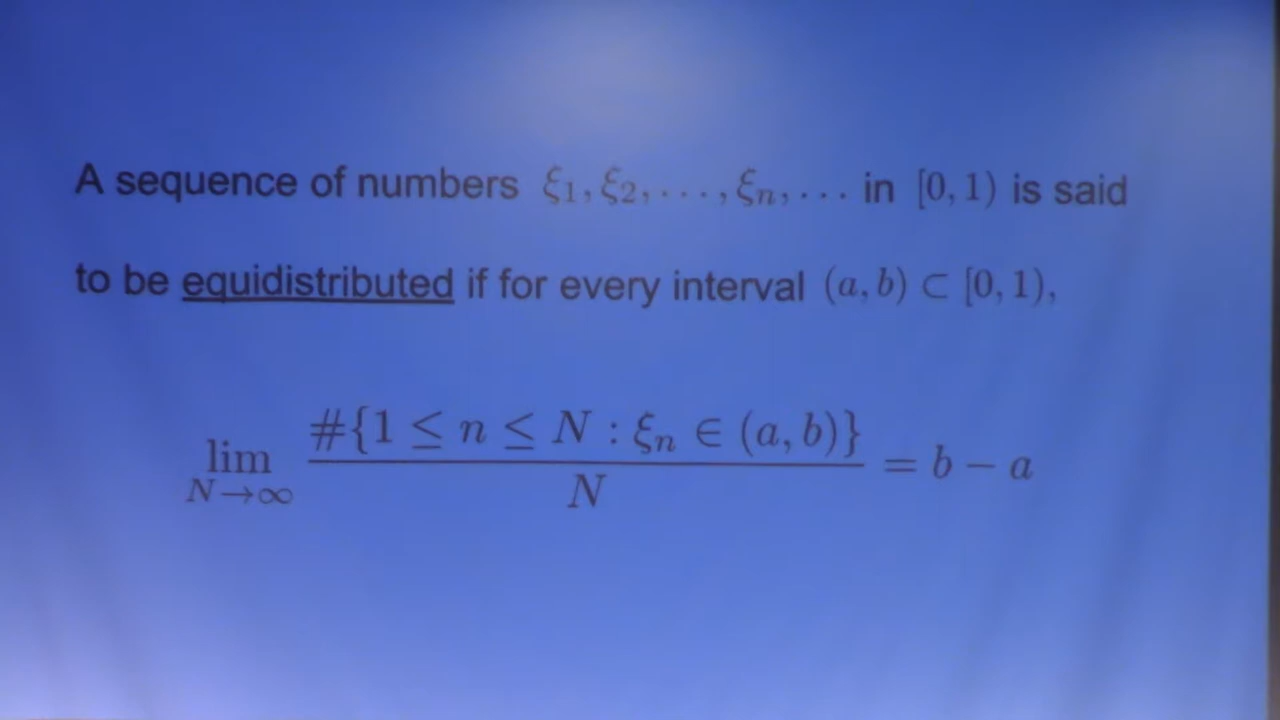 A sequence of numbers ξ₁, ξ₂, . . . , ξₙ, . . . in [0, 1) is said
to be equidistributed if for every interval (a, b) ⊂ [0, 1),
lim_{N→∞} #{1 ≤ n ≤ N : ξₙ ∈ (a, b)} / N = b − a